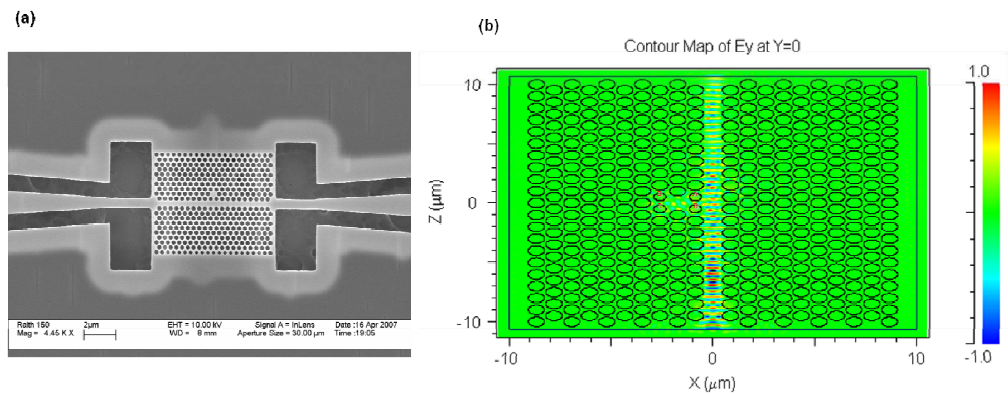 (a)
Raith 150
2µm
EHT = 10.00 kV
Signal A = InLens
Date :16 Apr 2007
Mag = 4.45 K X
WD = 8 mm
Aperture Size = 30.00 µm
Time :19:05
(b)
Contour Map of Ey at Y=0
1.0
-1.0
10
0
-10
Z (µm)
-10
0
10
X (µm)